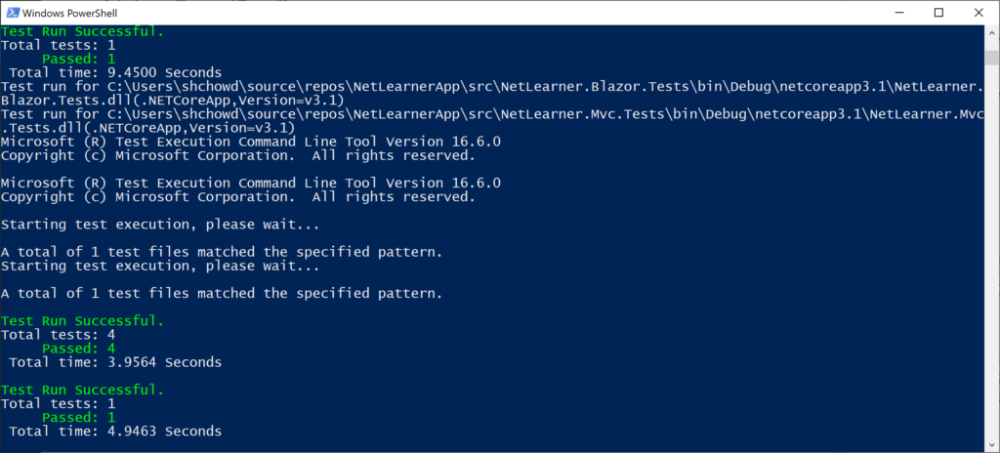 Windows PowerShell
Test Run Successful.
Total tests: 1
     Passed: 1
 Total time: 9.4500 Seconds
Test run for C:\Users\shchowd\source\repos\NetLearnerApp\src\NetLearner.Blazor.Tests\bin\Debug\netcoreapp3.1\NetLearner.
Blazor.Tests.dll(.NETCoreApp,Version=v3.1)
Test run for C:\Users\shchowd\source\repos\NetLearnerApp\src\NetLearner.Mvc.Tests\bin\Debug\netcoreapp3.1\NetLearner.Mvc
.Tests.dll(.NETCoreApp,Version=v3.1)
Microsoft (R) Test Execution Command Line Tool Version 16.6.0
Copyright (c) Microsoft Corporation.  All rights reserved.

Microsoft (R) Test Execution Command Line Tool Version 16.6.0
Copyright (c) Microsoft Corporation.  All rights reserved.

Starting test execution, please wait...

A total of 1 test files matched the specified pattern.
Starting test execution, please wait...

A total of 1 test files matched the specified pattern.

Test Run Successful.
Total tests: 4
     Passed: 4
 Total time: 3.9564 Seconds

Test Run Successful.
Total tests: 1
     Passed: 1
 Total time: 4.9463 Seconds